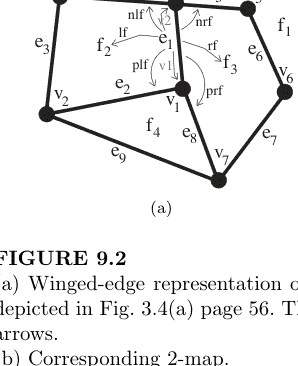 nlf
nrf
e3
f2
lf
e1
rf
f3
e6
f1
plf
v1
prf
v6
v2
e2
v1
f4
e8
e7
e9
v7
(a)
FIGURE 9.2
(a) Winged-edge representation
depicted in Fig. 3.4(a) page 56.
arrows.
(b) Corresponding 2-map.